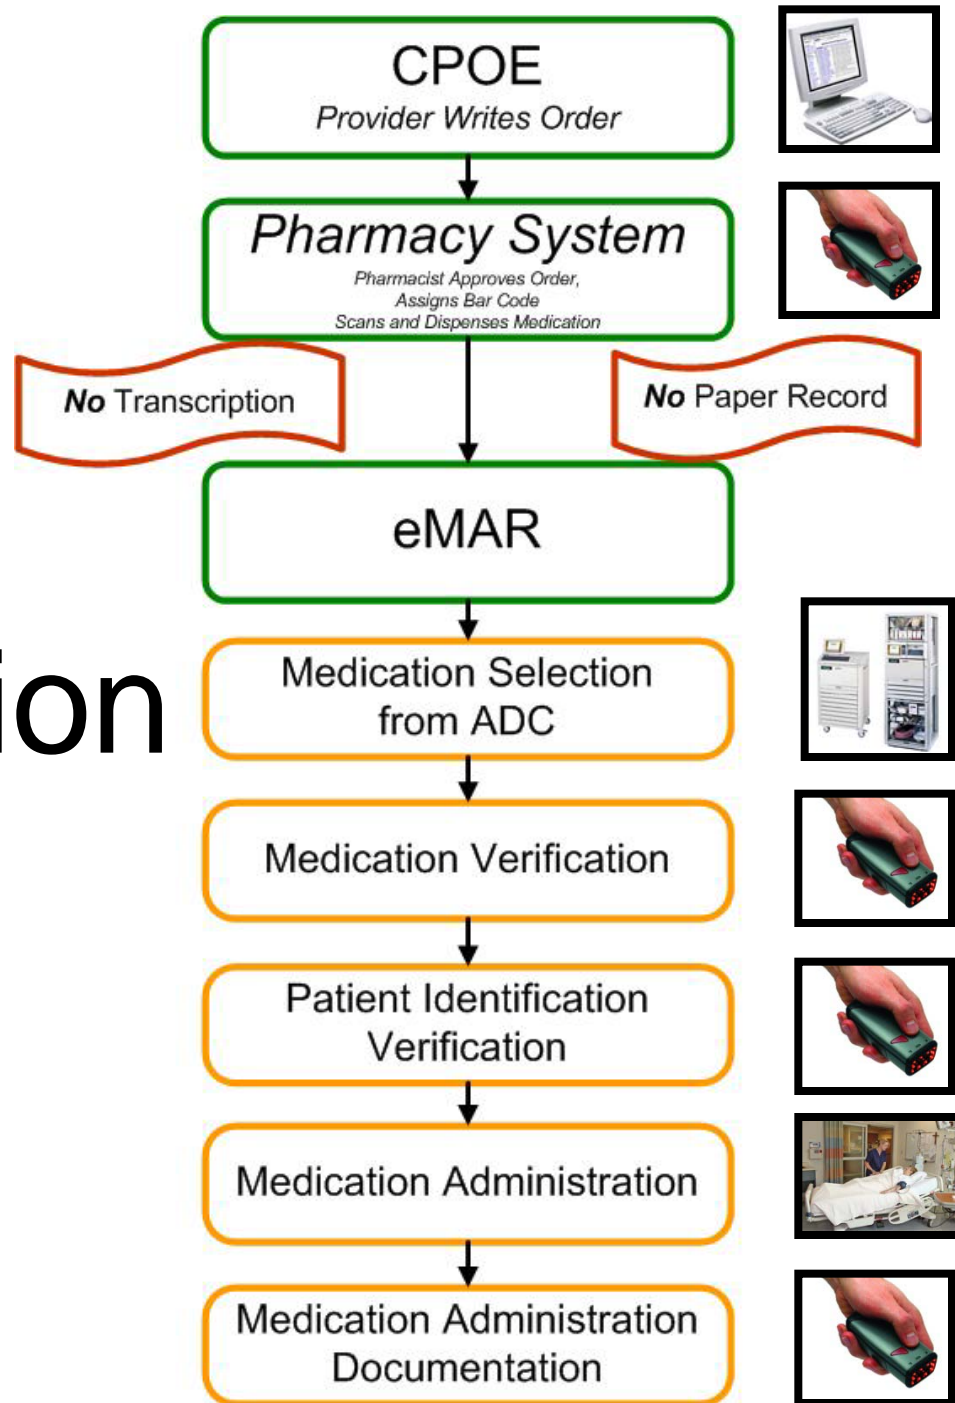 CPOE
Provider Writes Order
Pharmacy System
Pharmacist Approves Order,
Assigns Bar Code
Scans and Dispenses Medication
No Transcription
No Paper Record
eMAR
ion
Medication Selection
from ADC
Medication Verification
Patient Identification
Verification
Medication Administration
Medication Administration
Documentation